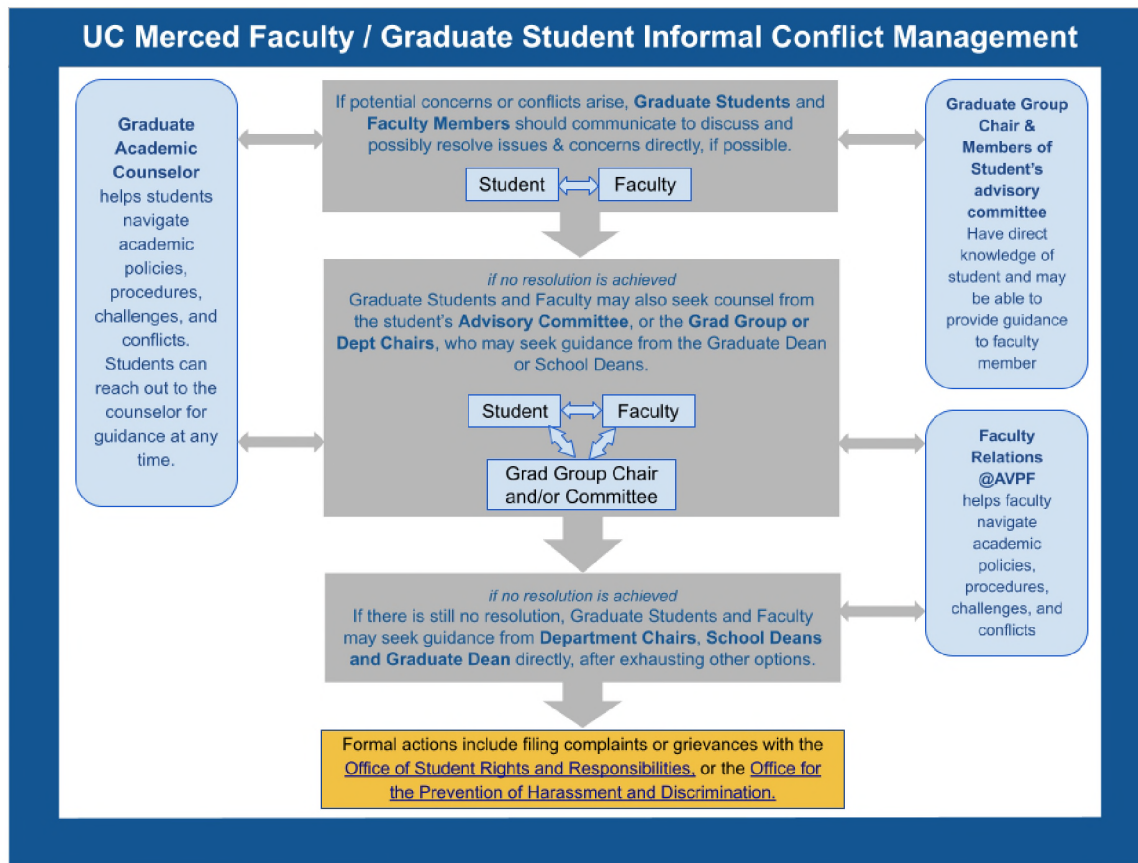 UC Merced Faculty / Graduate Student Informal Conflict Management
Graduate
Academic
Counselor
helps students
navigate
academic
policies,
procedures,
challenges, and
conflicts.
Students can
reach out to the
counselor for
guidance at any
time.
If potential concerns or conflicts arise, Graduate Students and
Faculty Members should communicate to discuss and
possibly resolve issues & concerns directly, if possible.
Student
Faculty
Graduate Group
Chair &
Members of
Student’s
advisory
committee
Have direct
knowledge of
student and may
be able to
provide guidance
to faculty
member
if no resolution is achieved
Graduate Students and Faculty may also seek counsel from
the student’s Advisory Committee, or the Grad Group or
Dept Chairs, who may seek guidance from the Graduate Dean
or School Deans.
Student
Faculty
Grad Group Chair
and/or Committee
Faculty
Relations
@AVPF
helps faculty
navigate
academic
policies,
procedures,
challenges, and
conflicts
if no resolution is achieved
If there is still no resolution, Graduate Students and Faculty
may seek guidance from Department Chairs, School Deans
and Graduate Dean directly, after exhausting other options.
Formal actions include filing complaints or grievances with the
Office of Student Rights and Responsibilities, or the Office for
the Prevention of Harassment and Discrimination.